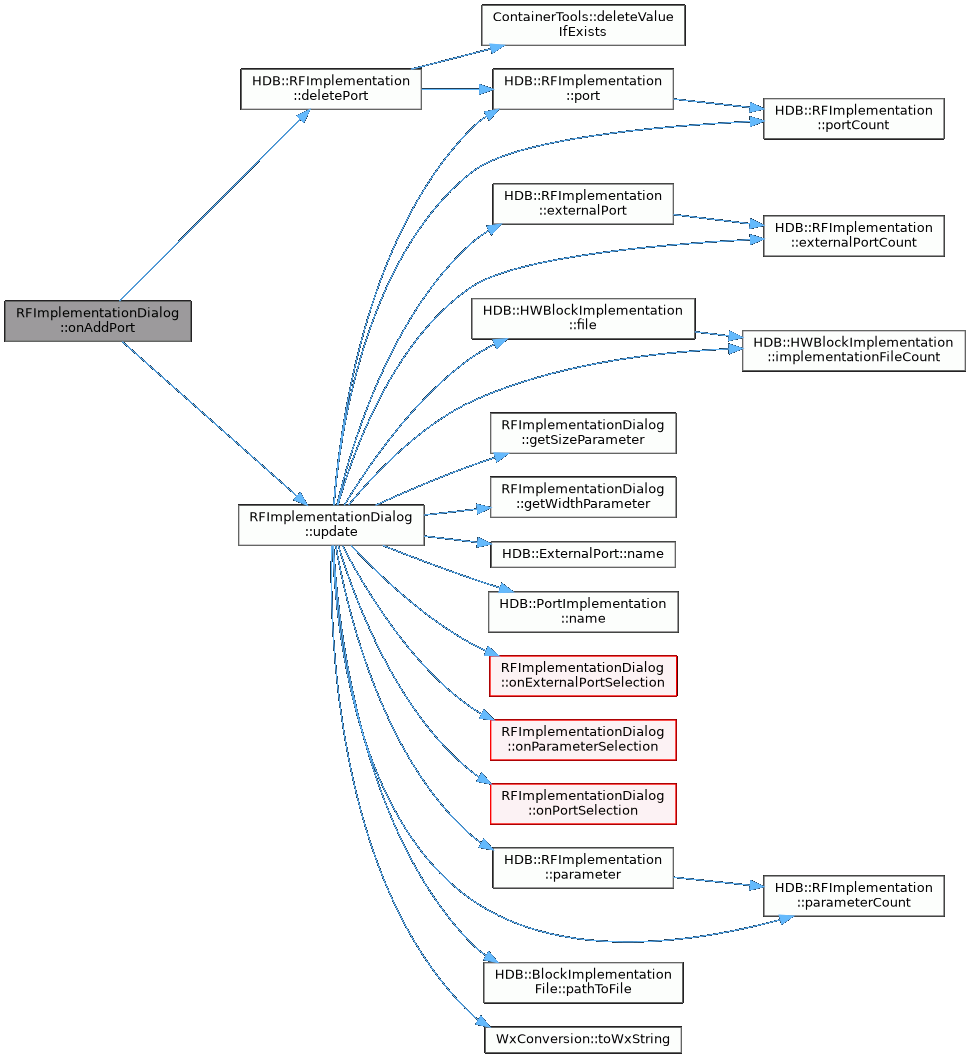 ContainerTools::deleteValue
IfExists
HDB::RFImplementation
::deletePort
HDB::RFImplementation
::port
HDB::RFImplementation
::portCount
HDB::RFImplementation
::externalPort
HDB::RFImplementation
::externalPortCount
RFImplementationDialog
::onAddPort
HDB::HWBlockImplementation
::file
HDB::HWBlockImplementation
::implementationFileCount
RFImplementationDialog
::getSizeParameter
RFImplementationDialog
::getWidthParameter
RFImplementationDialog
::update
HDB::ExternalPort::name
HDB::PortImplementation
::name
RFImplementationDialog
::onExternalPortSelection
RFImplementationDialog
::onParameterSelection
RFImplementationDialog
::onPortSelection
HDB::RFImplementation
::parameter
HDB::RFImplementation
::parameterCount
HDB::BlockImplementation
File::pathToFile
WxConversion::toWxString